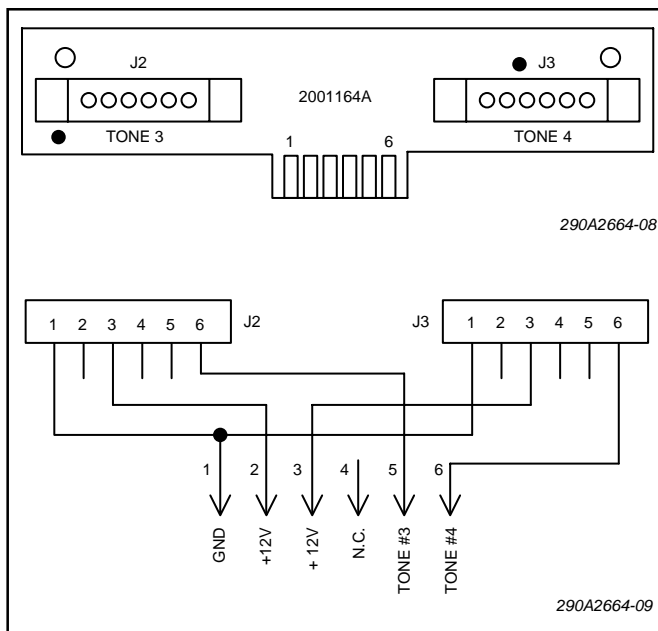 J2
J3
2001164A
TONE 3
TONE 4
1 6
290A2664-08
1 2 3 4 5 6
J2
J3
1 2 3 4 5 6
1 2 3 4 5 6
GND
+12V
+ 12V
N.C.
TONE #3
TONE #4
290A2664-09